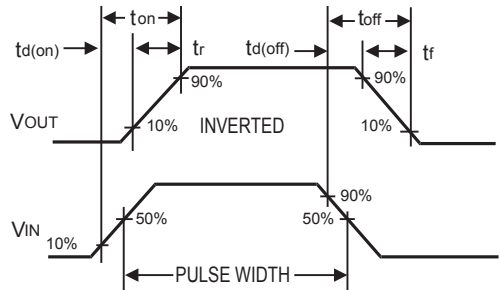 ton toff
td(on) tr td(off) tf
90% 90%
VOUT 10% INVERTED 10%
90%
50% 50%
VIN
10%
PULSE WIDTH